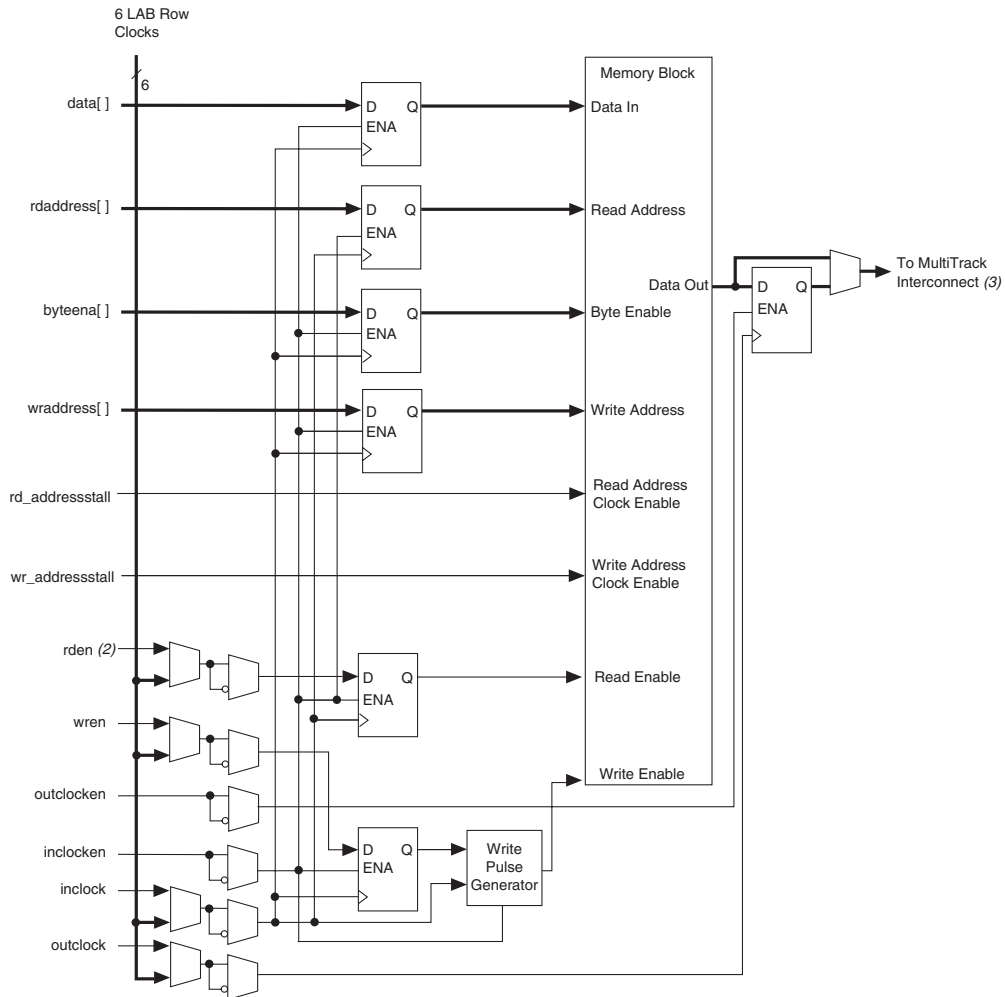 6 LAB Row
Clocks
6
Memory Block
data[ ]
D Q
ENA
Data In
rdaddress[ ]
D Q
ENA
Read Address
To MultiTrack
Interconnect (3)
Data Out
D Q
ENA
byteena[ ]
D Q
ENA
Byte Enable
wraddress[ ]
D Q
ENA
Write Address
rd_addressstall
Read Address
Clock Enable
wr_addressstall
Write Address
Clock Enable
rden (2)
D Q
ENA
Read Enable
wren
Write Enable
outclocken
inclocken
D Q
ENA
Write
Pulse
Generator
inclock
outclock